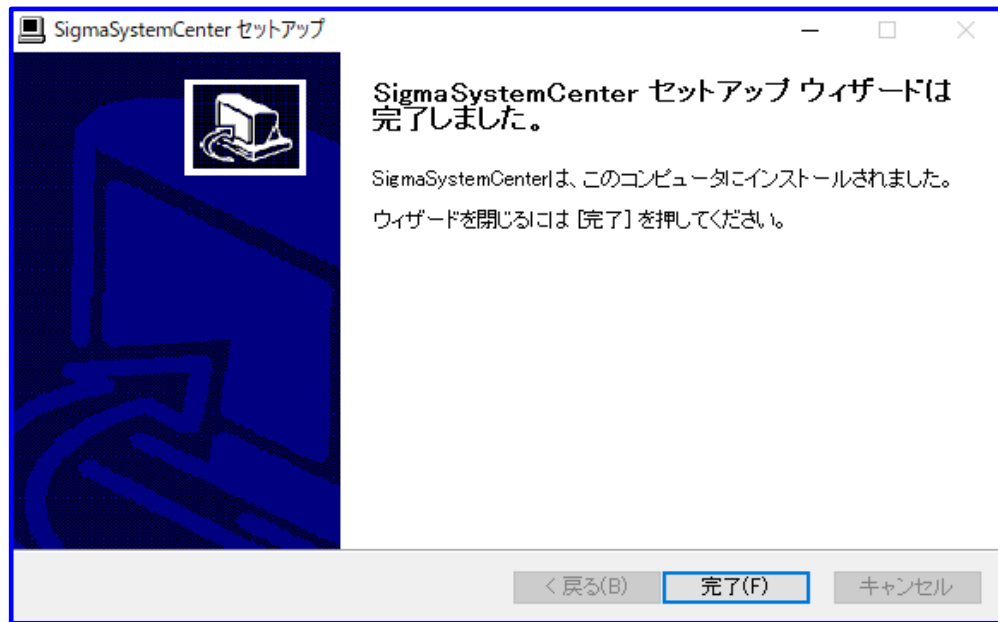 SigmaSystemCenter セットアップ
SigmaSystemCenter セットアップ ウィザードは
完了しました。
SigmaSystemCenterは、このコンピュータにインストールされました。
ウィザードを閉じるには [完了] を押してください。
< 戻る(B)
完了(F)
キャンセル